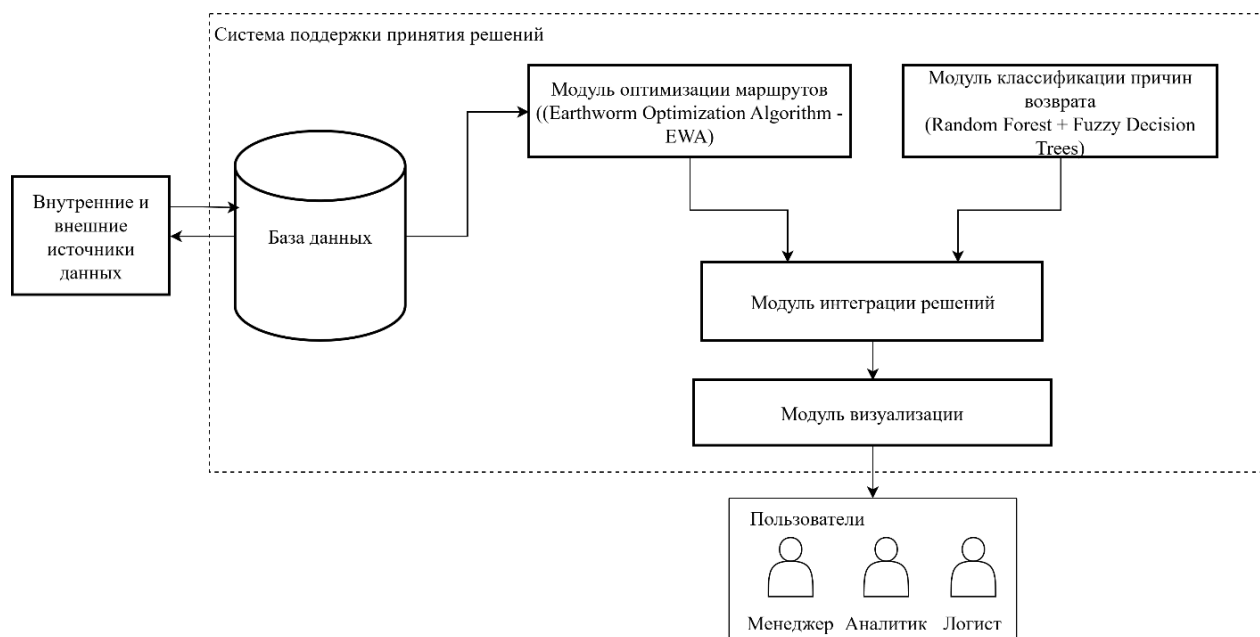 Система поддержки принятия решений
Модуль оптимизации маршрутов
((Earthworm Optimization Algorithm -
EWA)
Модуль классификации причин
возврата
(Random Forest + Fuzzy Decision
Trees)
Внутренние и
внешние
источники
данных
База данных
Модуль интеграции решений
Модуль визуализации
Пользователи
Менеджер
Аналитик
Логист